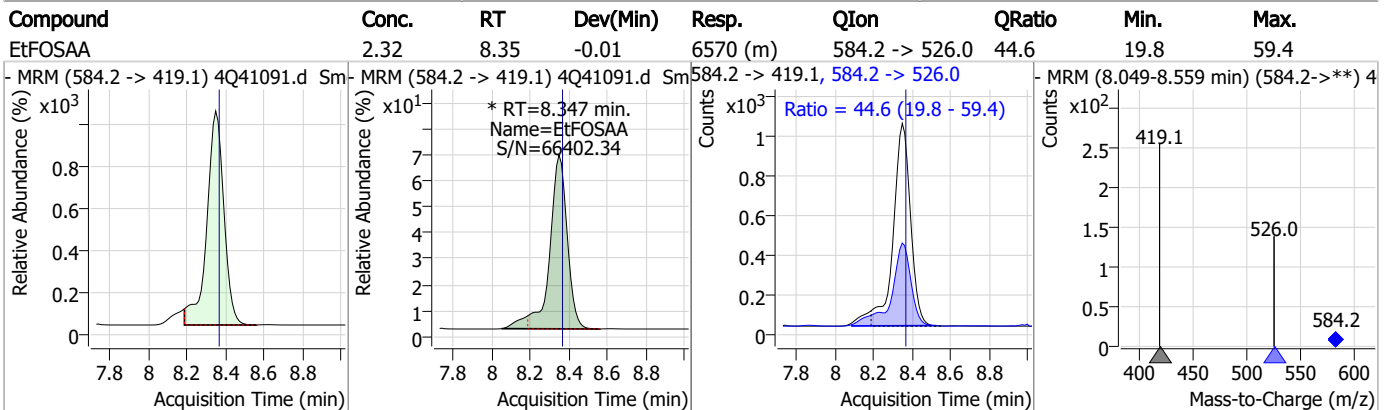 Compound Conc. RT Dev(Min) Resp. QIon QRatio Min. Max.
EtFOSAA 2.32 8.35 -0.01 6570 (m) 584.2 -> 526.0 44.6 19.8 59.4
- MRM (584.2 -> 419.1) 4Q41091.d Sm
Relative Abundance (%)
x10³
0.8
0.6
0.4
0.2
0
7.8 8 8.2 8.4 8.6 8.8
Acquisition Time (min)
- MRM (584.2 -> 419.1) 4Q41091.d Sm
Relative Abundance (%)
x10¹
* RT=8.347 min.
Name=EtFOSAA
S/N=66402.34
7
6
5
4
3
2
1
0
7.8 8 8.2 8.4 8.6 8.8
Acquisition Time (min)
584.2 -> 419.1, 584.2 -> 526.0
Counts
x10³
Ratio = 44.6 (19.8 - 59.4)
1
0.8
0.6
0.4
0.2
0
7.8 8 8.2 8.4 8.6 8.8
Acquisition Time (min)
- MRM (8.049-8.559 min) (584.2->**) 4
Counts
x10²
2.5
2
1.5
1
0.5
0
419.1
526.0
584.2
400 450 500 550 600
Mass-to-Charge (m/z)